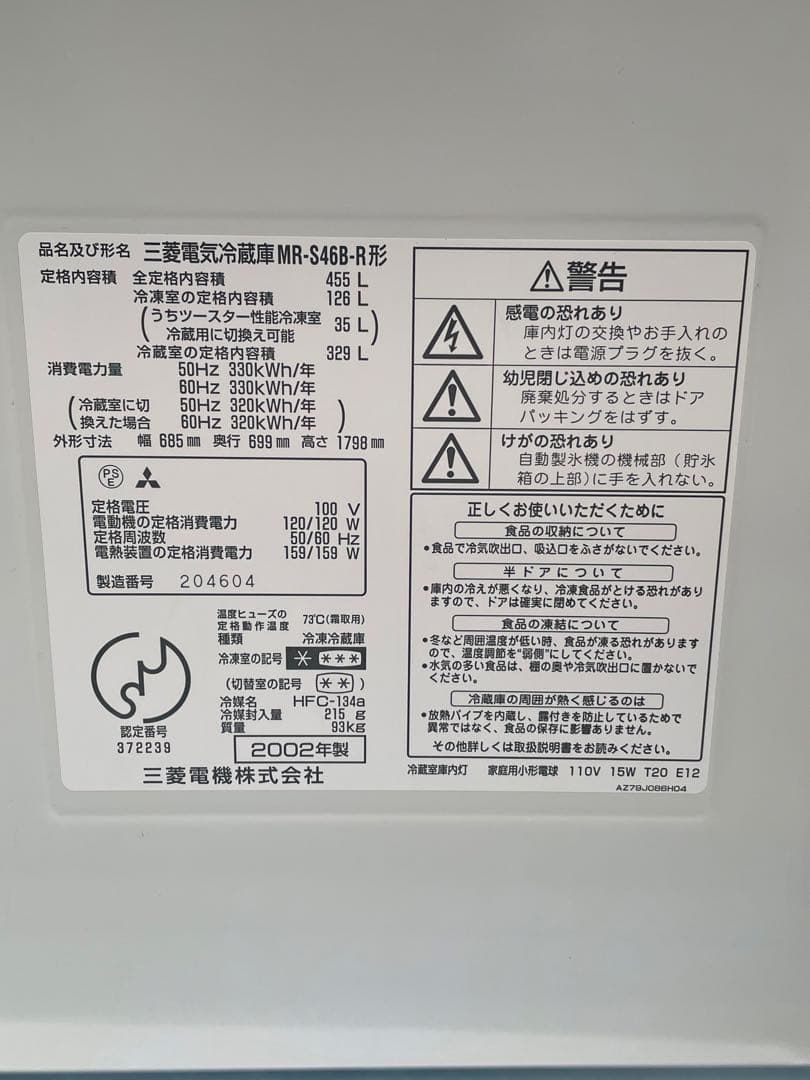 品名及び形名 三菱電気冷蔵庫MR-S46B-R形
定格内容積 全定格内容積 455 L
冷凍室の定格内容積 126 L
(うちツースター性能冷凍室 35 L)
冷蔵用に切換え可能
冷蔵室の定格内容積 329 L
消費電力量 50Hz 330kWh/年
60Hz 330kWh/年
(冷蔵室に切 50Hz 320kWh/年
換えた場合 60Hz 320kWh/年)
外形寸法 幅 685㎜ 奥行 699㎜ 高さ 1798㎜
PS
E
定格電圧 100 V
電動機の定格消費電力 120/120 W
定格周波数 50/60 Hz
電熱装置の定格消費電力 159/159 W
製造番号 204604
温度ヒューズの
定格動作温度 73℃(霜取用)
種類 冷凍冷蔵庫
冷凍室の記号
(切替室の記号 )
冷媒名 HFC-134a
冷媒封入量 215 g
質量 93kg
認定番号
372239
2002年製
三菱電機株式会社
警告
感電の恐れあり
庫内灯の交換やお手入れの
ときは電源プラグを抜く。
幼児閉じ込めの恐れあり
廃棄処分するときはドア
パッキングをはずす。
けがの恐れあり
自動製氷機の機械部(貯氷
箱の上部)に手を入れない。
正しくお使いいただくために
食品の収納について
•食品で冷気吹出口、吸込口をふさがないでください。
半ドアについて
•庫内の冷えが悪くなり、冷凍食品がとける恐れがあり
ますので、ドアは確実に閉めてください。
食品の凍結について
•冬など周囲温度が低い時、食品が凍る恐れがあります
ので、温度調節を"弱側"にしてください。
•水気の多い食品は、棚の奥や冷気吹出口に置かないで
ください。
冷蔵庫の周囲が熱く感じるのは
•放熱パイプを内蔵し、露付きを防止しているためで
異常ではなく、食品の保存に影響ありません。
その他詳しくは取扱説明書をお読みください。
冷蔵室庫内灯 家庭用小形電球 110V 15W T20 E12
AZ79J086H04